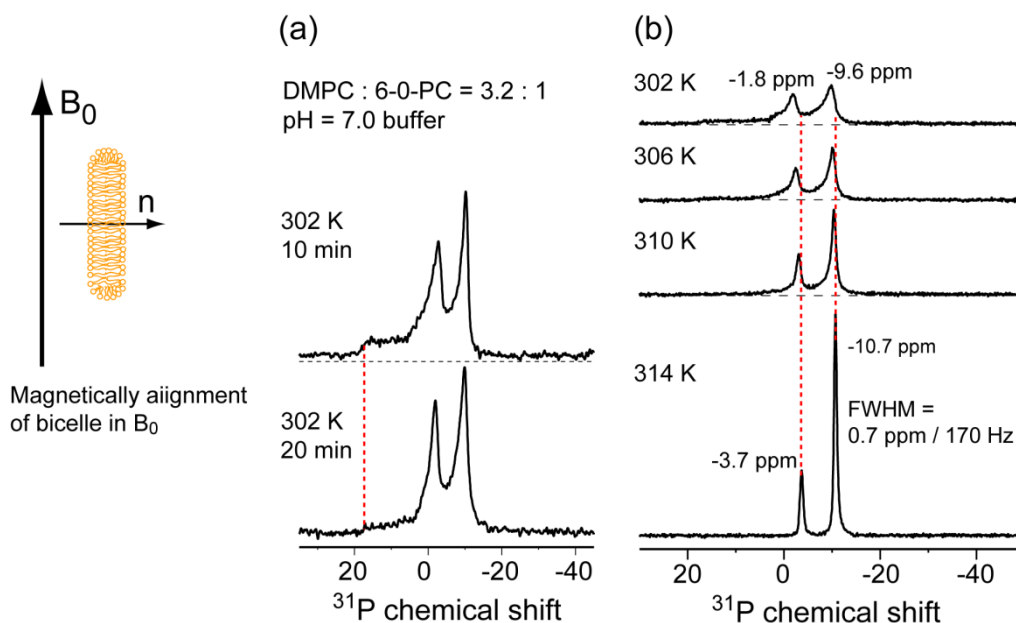 B0
n
Magnetically aiignment
of bicelle in B0
(a)
DMPC : 6-0-PC = 3.2 : 1
pH = 7.0 buffer
302 K
10 min
302 K
20 min
20 0 -20 -40
31P chemical shift
(b)
302 K
-1.8 ppm
-9.6 ppm
306 K
310 K
314 K
-10.7 ppm
FWHM =
0.7 ppm / 170 Hz
-3.7 ppm
20 0 -20 -40
31P chemical shift